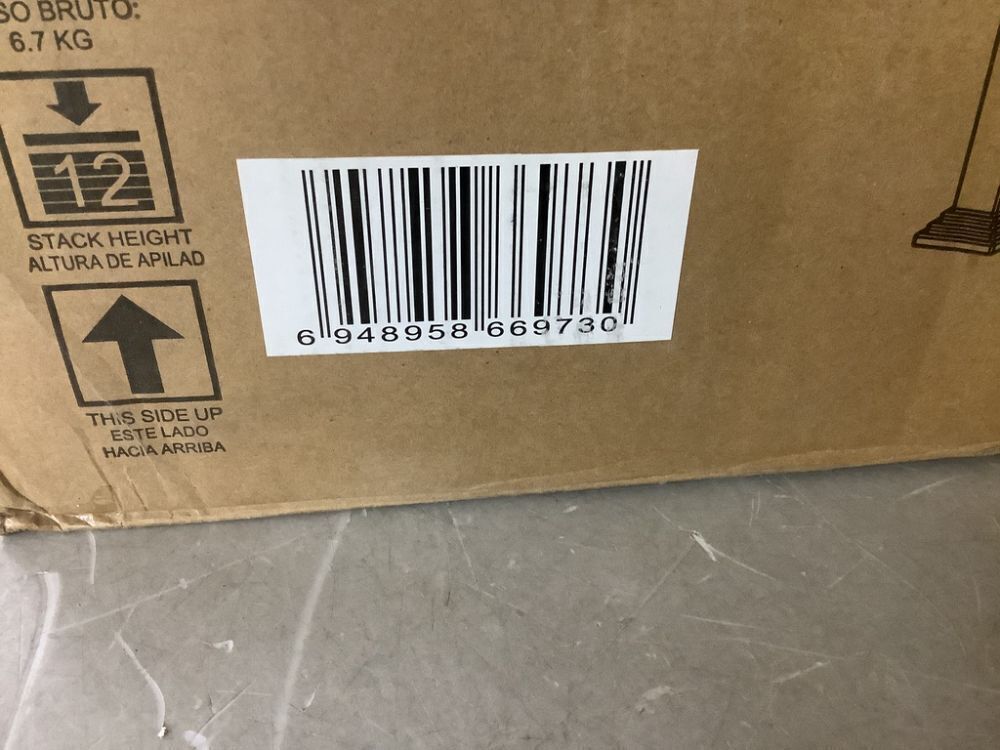 SO BRUTO:
6.7 KG
12
STACK HEIGHT
ALTURA DE APILAD
THIS SIDE UP
ESTE LADO
HACIA ARRIBA
6 948958 669730